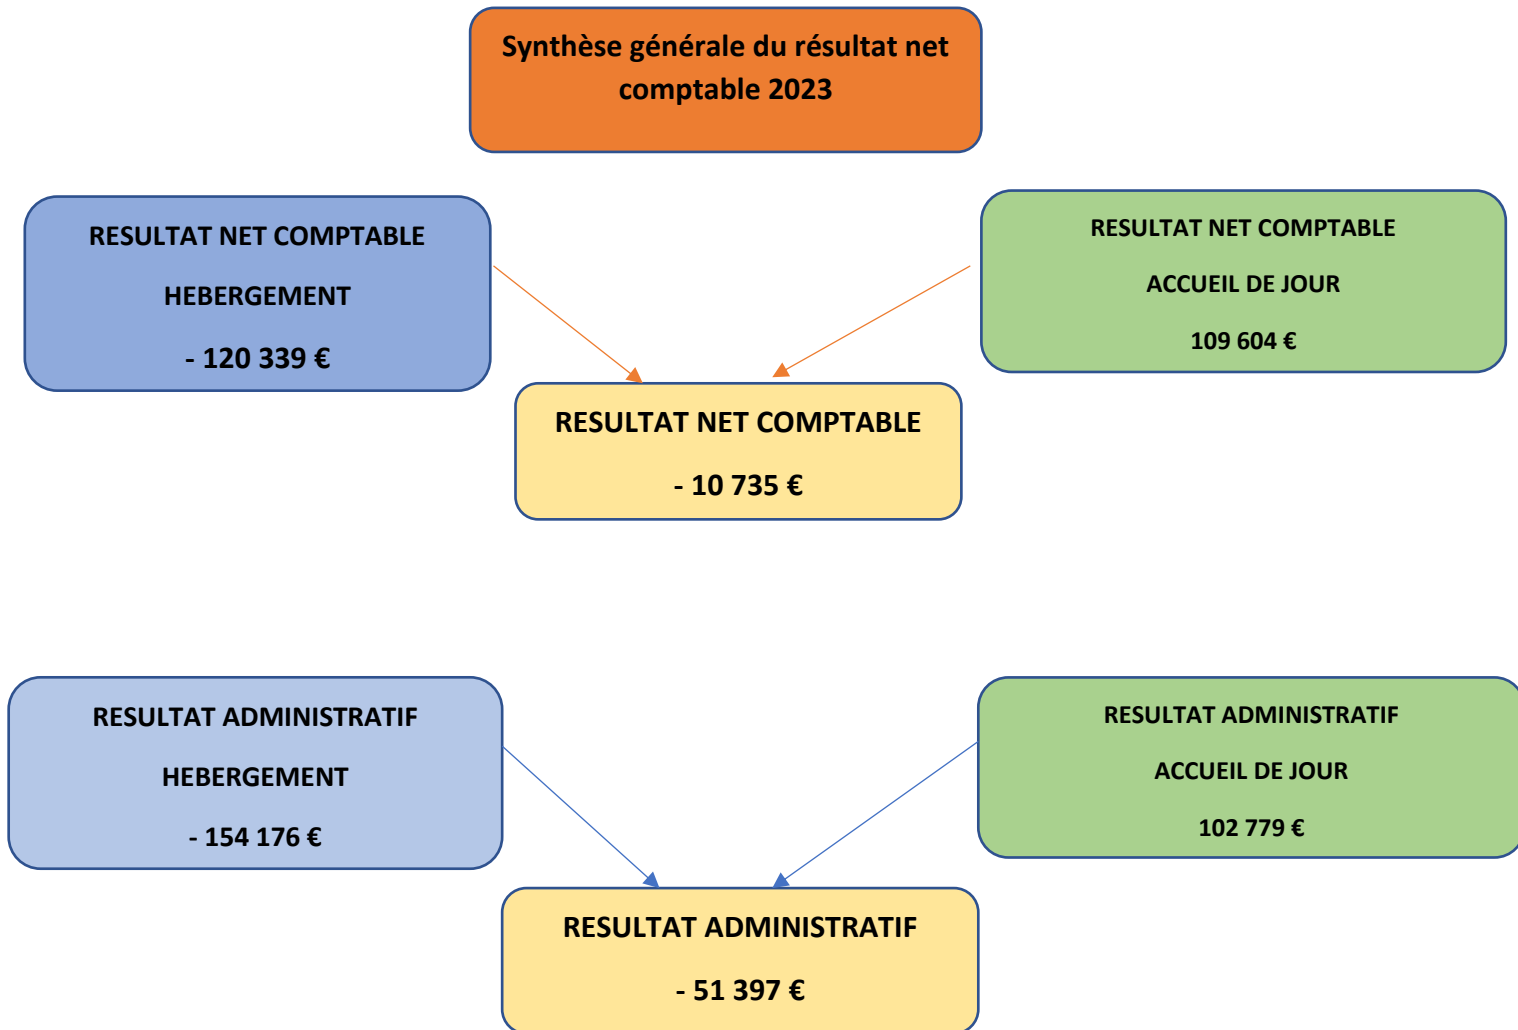 Synthèse générale du résultat net
comptable 2023
RESULTAT NET COMPTABLE
HEBERGEMENT
- 120 339 €
RESULTAT NET COMPTABLE
ACCUEIL DE JOUR
109 604 €
RESULTAT NET COMPTABLE
- 10 735 €
RESULTAT ADMINISTRATIF
HEBERGEMENT
- 154 176 €
RESULTAT ADMINISTRATIF
ACCUEIL DE JOUR
102 779 €
RESULTAT ADMINISTRATIF
- 51 397 €